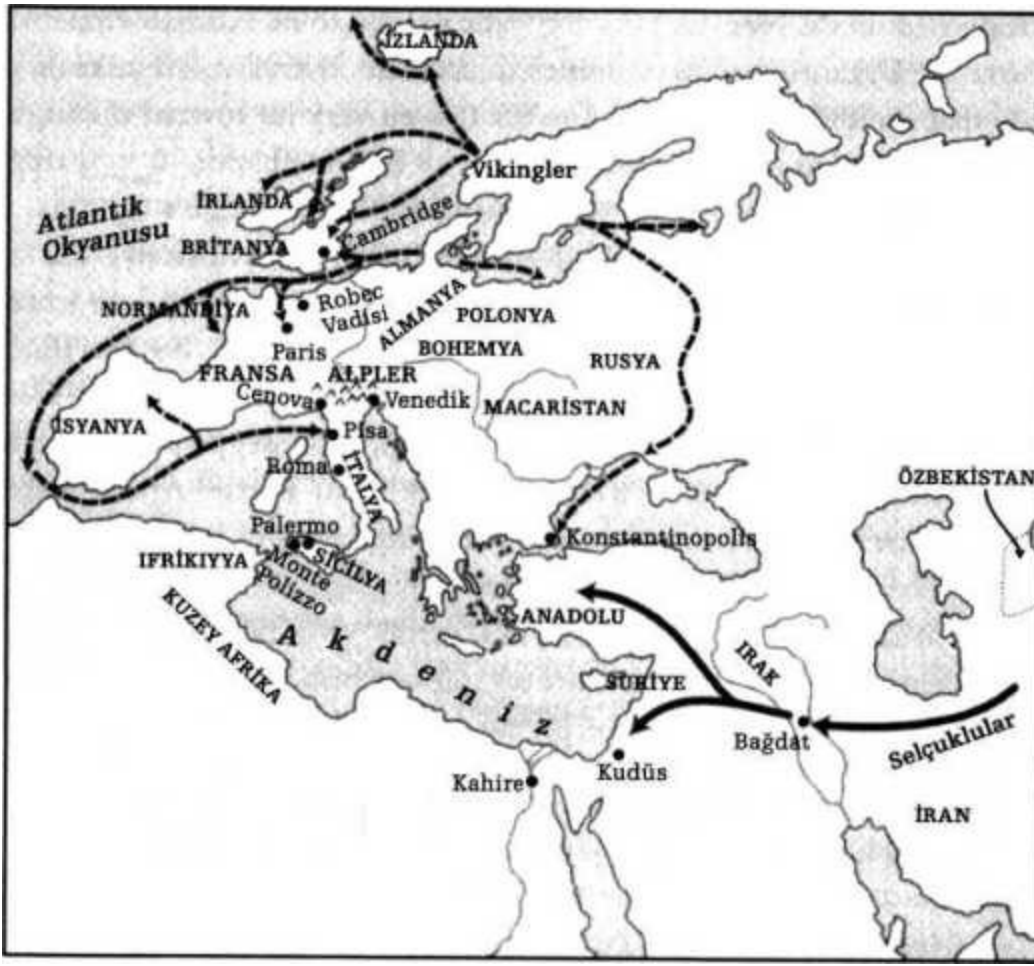 İZLANDA
Vikingler
İRLANDA
Atlantik
Okyanusu
Cambridge
BRİTANYA
NORMANDİYA
Robec
Vadisi
ALMANYA
POLONYA
Paris
BOHEMYA
RUSYA
FRANSA
ALPLER
Cenova
Venedik
MACARİSTAN
İSYANYA
Pisa
Roma
İTALYA
ÖZBEKİSTAN
Palermo
Konstantinopolis
IFRİKIYYA
Monte
Polizzo
SİCİLYA
KUZEY AFRİKA
ANADOLU
Akdeniz
IRAK
SURİYE
Bağdat
Selçuklular
Kudüs
Kahire
İRAN